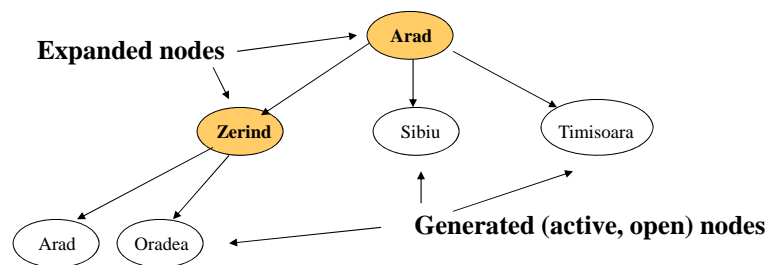 Arad
Expanded nodes
Zerind
Sibiu
Timisoara
Generated (active, open) nodes
Arad
Oradea